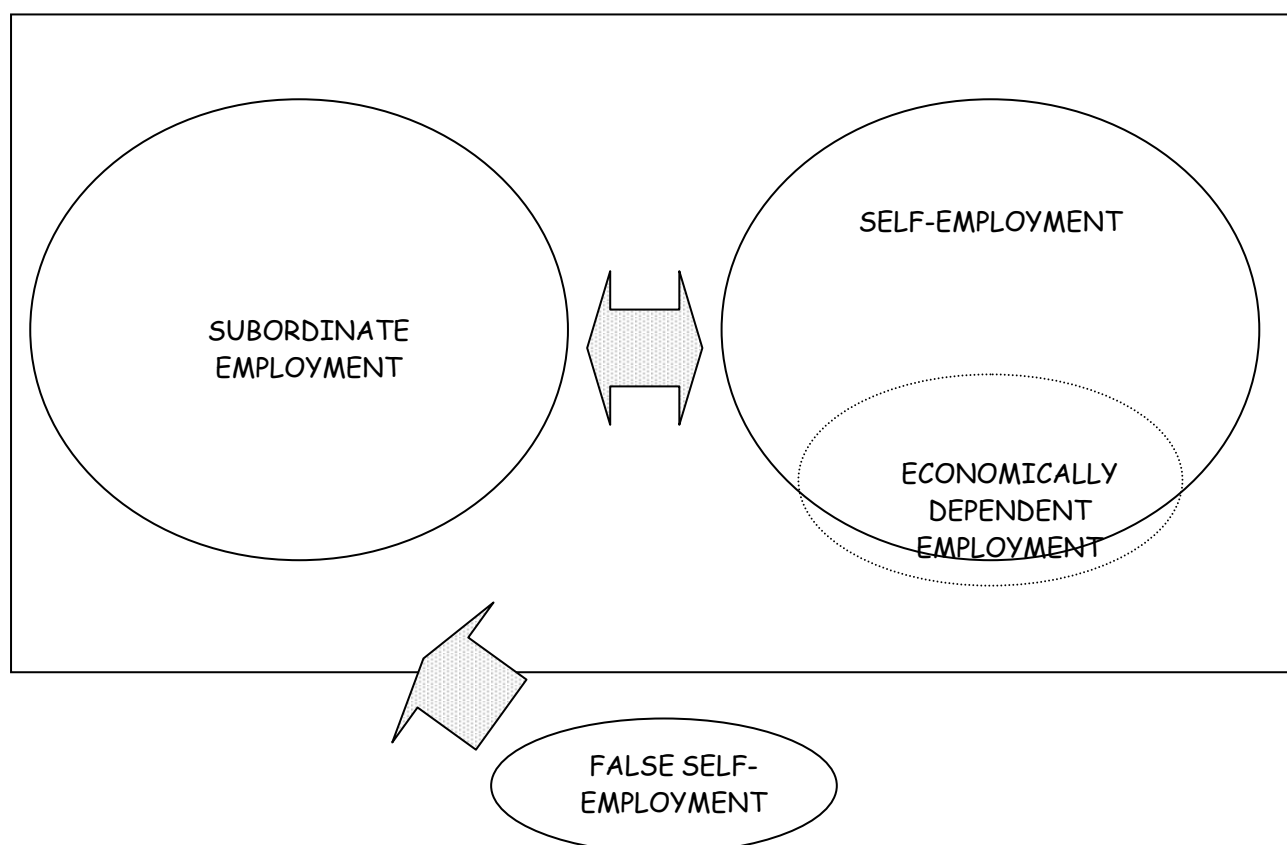 SELF-EMPLOYMENT
SUBORDINATE
EMPLOYMENT
ECONOMICALLY
DEPENDENT
EMPLOYMENT
FALSE SELF-
EMPLOYMENT